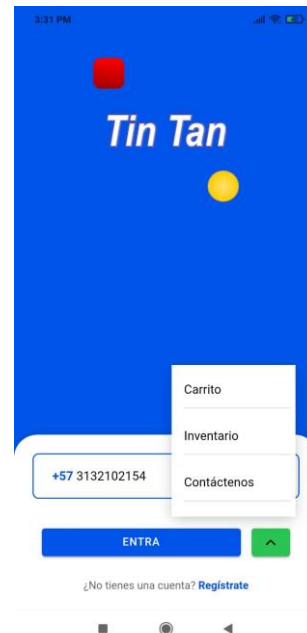 3:31 PM
Tin Tan
Carrito
Inventario
Contáctenos
+57 3132102154
ENTRA
¿No tienes una cuenta? Regístrate